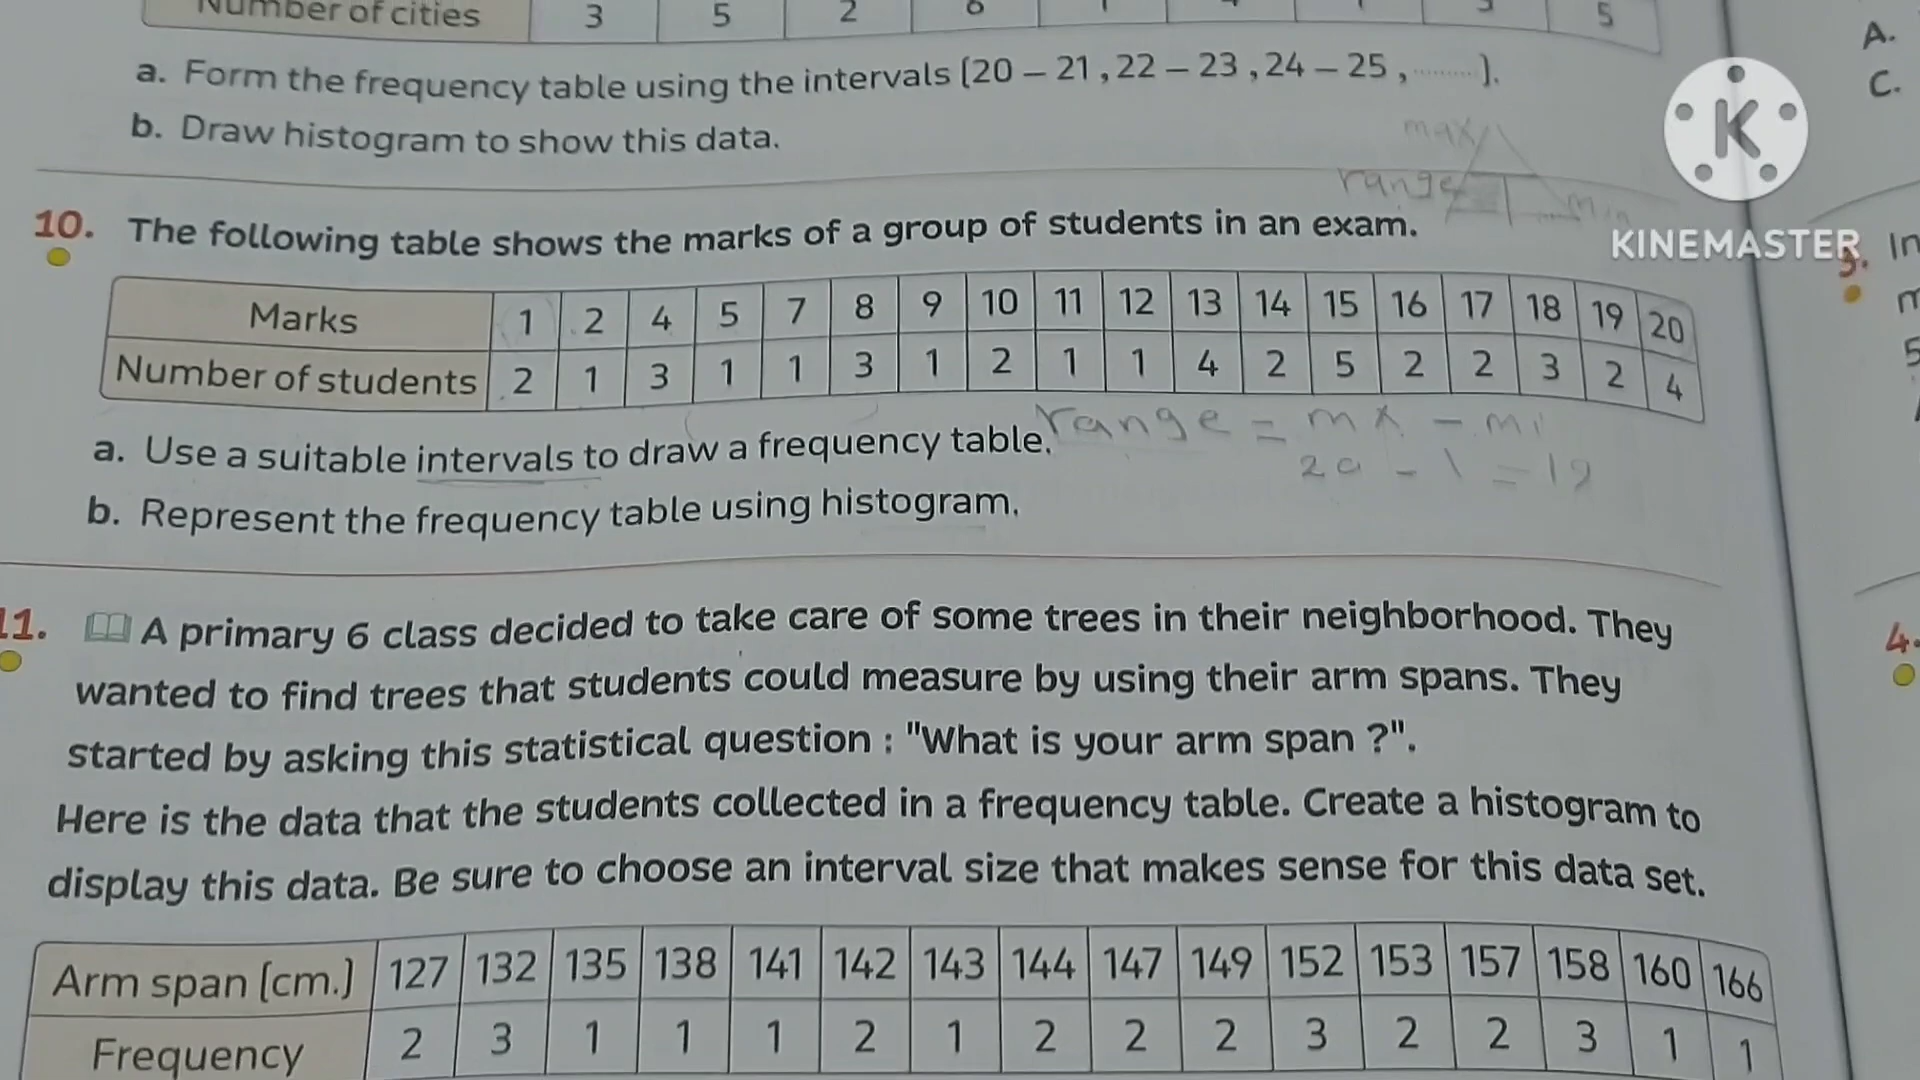 Number of cities 3 5 2 5
a. Form the frequency table using the intervals (20 – 21 , 22 – 23 , 24 – 25 , ......... ).
b. Draw histogram to show this data.
max
range
min
K
KINEMASTER
10. The following table shows the marks of a group of students in an exam.
Marks 1 2 4 5 7 8 9 10 11 12 13 14 15 16 17 18 19 20
Number of students 2 1 3 1 1 3 1 2 1 1 4 2 5 2 2 3 2 4
range = mx - mi
20 - 1 = 19
a. Use a suitable intervals to draw a frequency table.
b. Represent the frequency table using histogram.
11. A primary 6 class decided to take care of some trees in their neighborhood. They
wanted to find trees that students could measure by using their arm spans. They
started by asking this statistical question : "What is your arm span ?".
Here is the data that the students collected in a frequency table. Create a histogram to
display this data. Be sure to choose an interval size that makes sense for this data set.
Arm span (cm.) 127 132 135 138 141 142 143 144 147 149 152 153 157 158 160 166
Frequency 2 3 1 1 1 2 1 2 2 2 3 2 2 3 1 1
A.
C.
3. In
5
4.